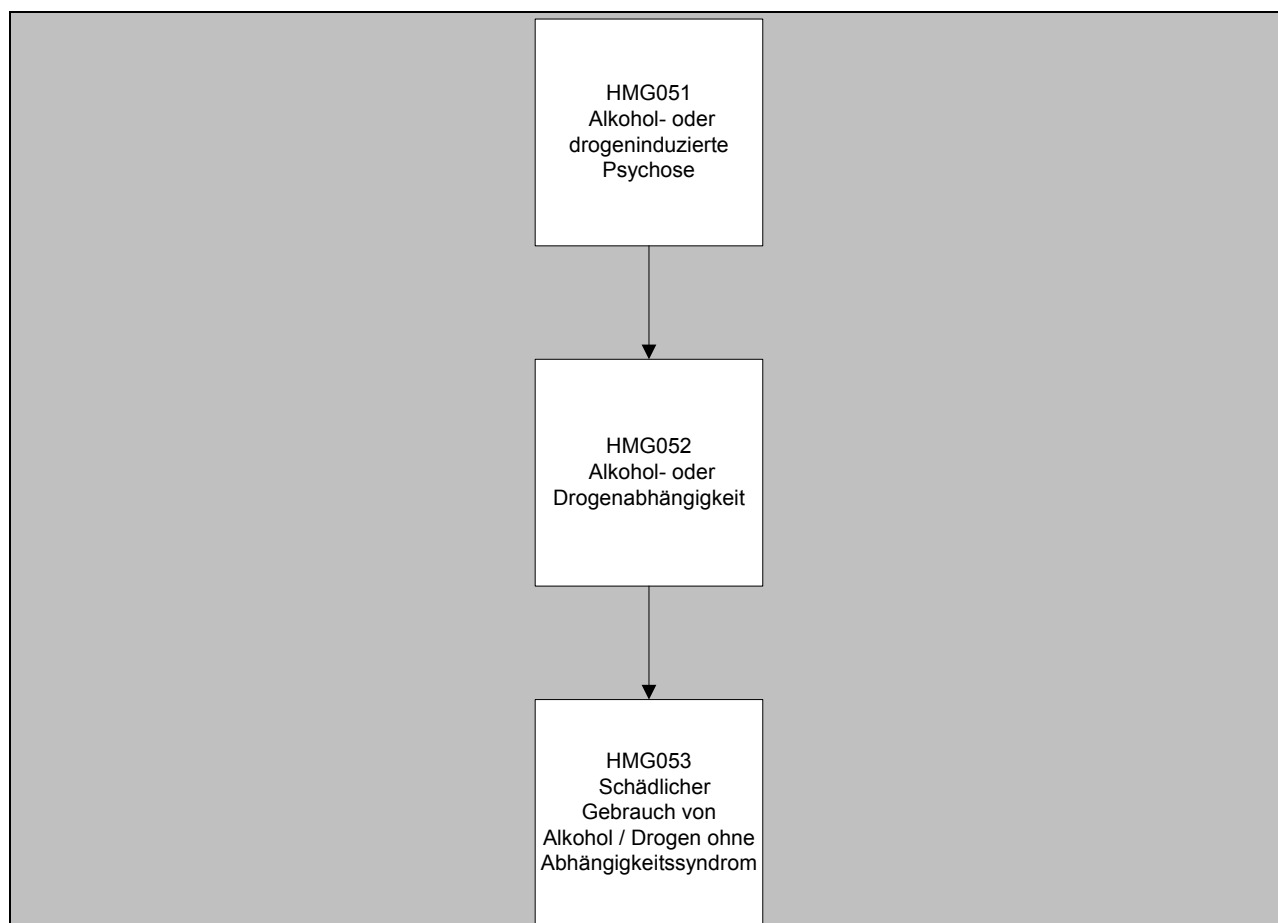 HMG051
Alkohol- oder
drogeninduzierte
Psychose
HMG052
Alkohol- oder
Drogenabhängigkeit
HMG053
Schädlicher
Gebrauch von
Alkohol / Drogen ohne
Abhängigkeitssyndrom